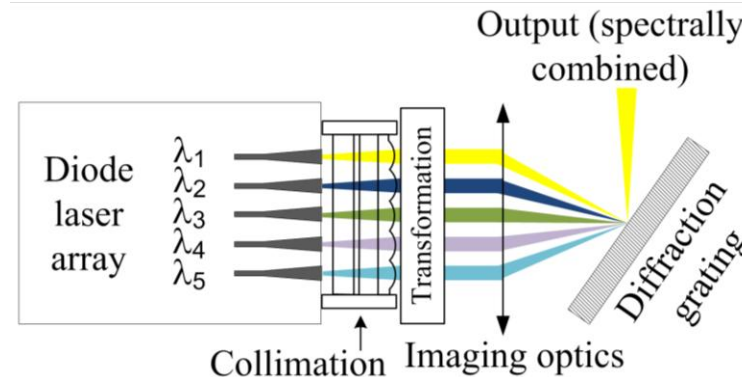 Output (spectrally
combined)
Diode
laser
array
λ1
λ2
λ3
λ4
λ5
Transformation
Diffraction
grating
Collimation
Imaging optics